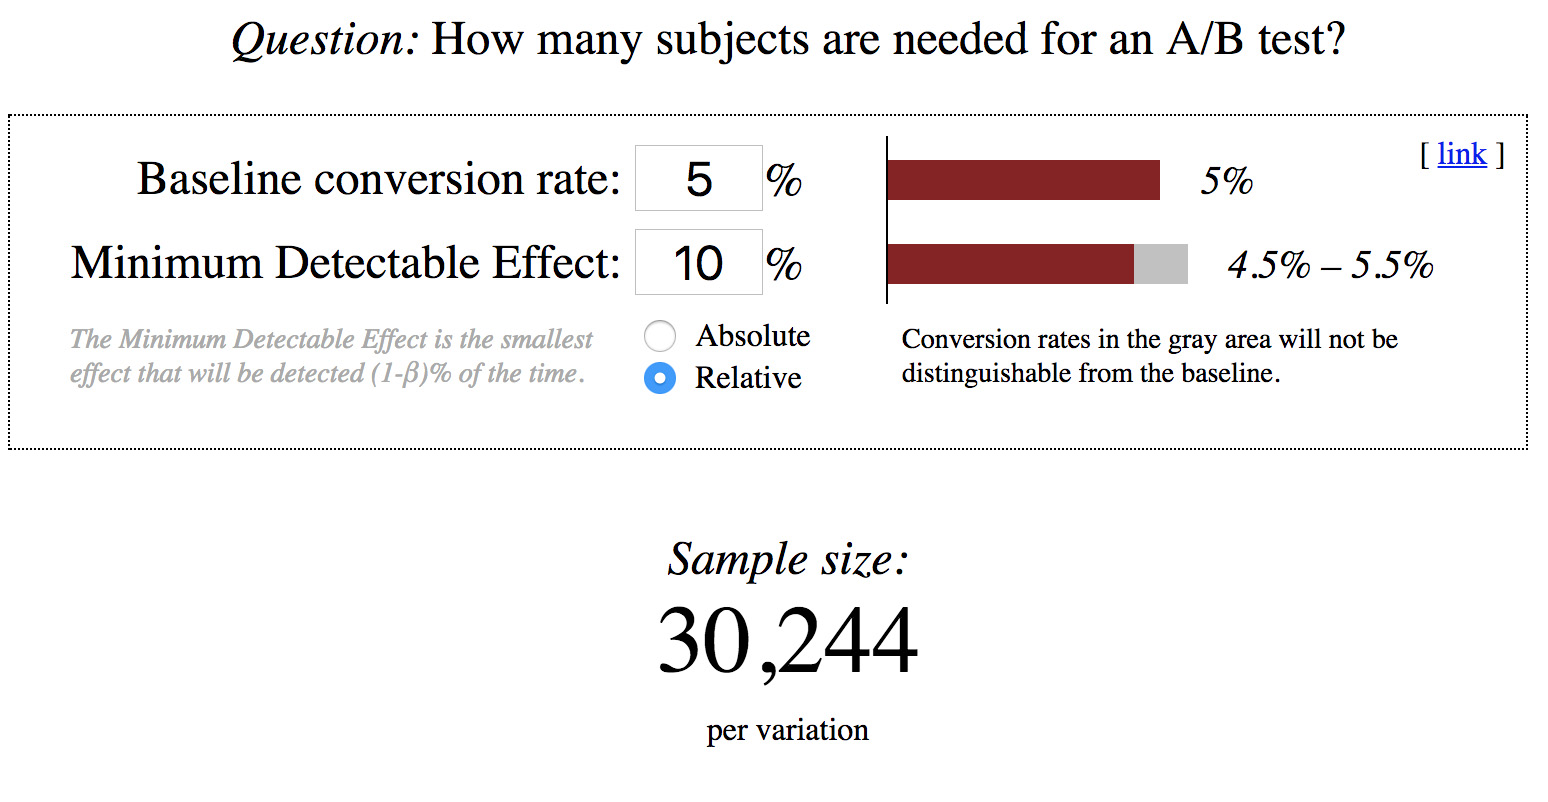 Question: How many subjects are needed for an A/B test?
[ link ]
Baseline conversion rate: 5 % 5%
Minimum Detectable Effect: 10 % 4.5% – 5.5%
The Minimum Detectable Effect is the smallest
effect that will be detected (1-β)% of the time.
Absolute
Relative
Conversion rates in the gray area will not be
distinguishable from the baseline.
Sample size:
30,244
per variation